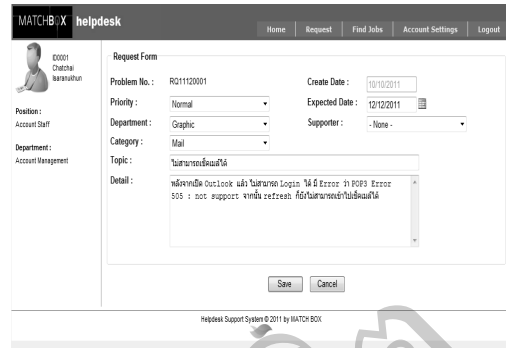 MATCHBOX helpdesk
Home Request Find Jobs Account Settings Logout
ID0001
Chatchai
Isaranukhun
Position :
Account Staff
Department :
Account Management
Request Form
Problem No. : RQ11120001 Create Date : 10/10/2011
Priority : Normal Expected Date : 12/12/2011
Department : Graphic Supporter : - None -
Category : Mail
Topic : ไม่สามารถเช็คเมล์ได้
Detail : หลังจากเปิด Outlook แล้ว ไม่สามารถ Login ได้ มี Error ว่า POP3 Error
505 : not support จากนั้น refresh ก็ยังไม่สามารถเข้าไปเช็คเมล์ได้
Save Cancel
Helpdesk Support System © 2011 by MATCH BOX